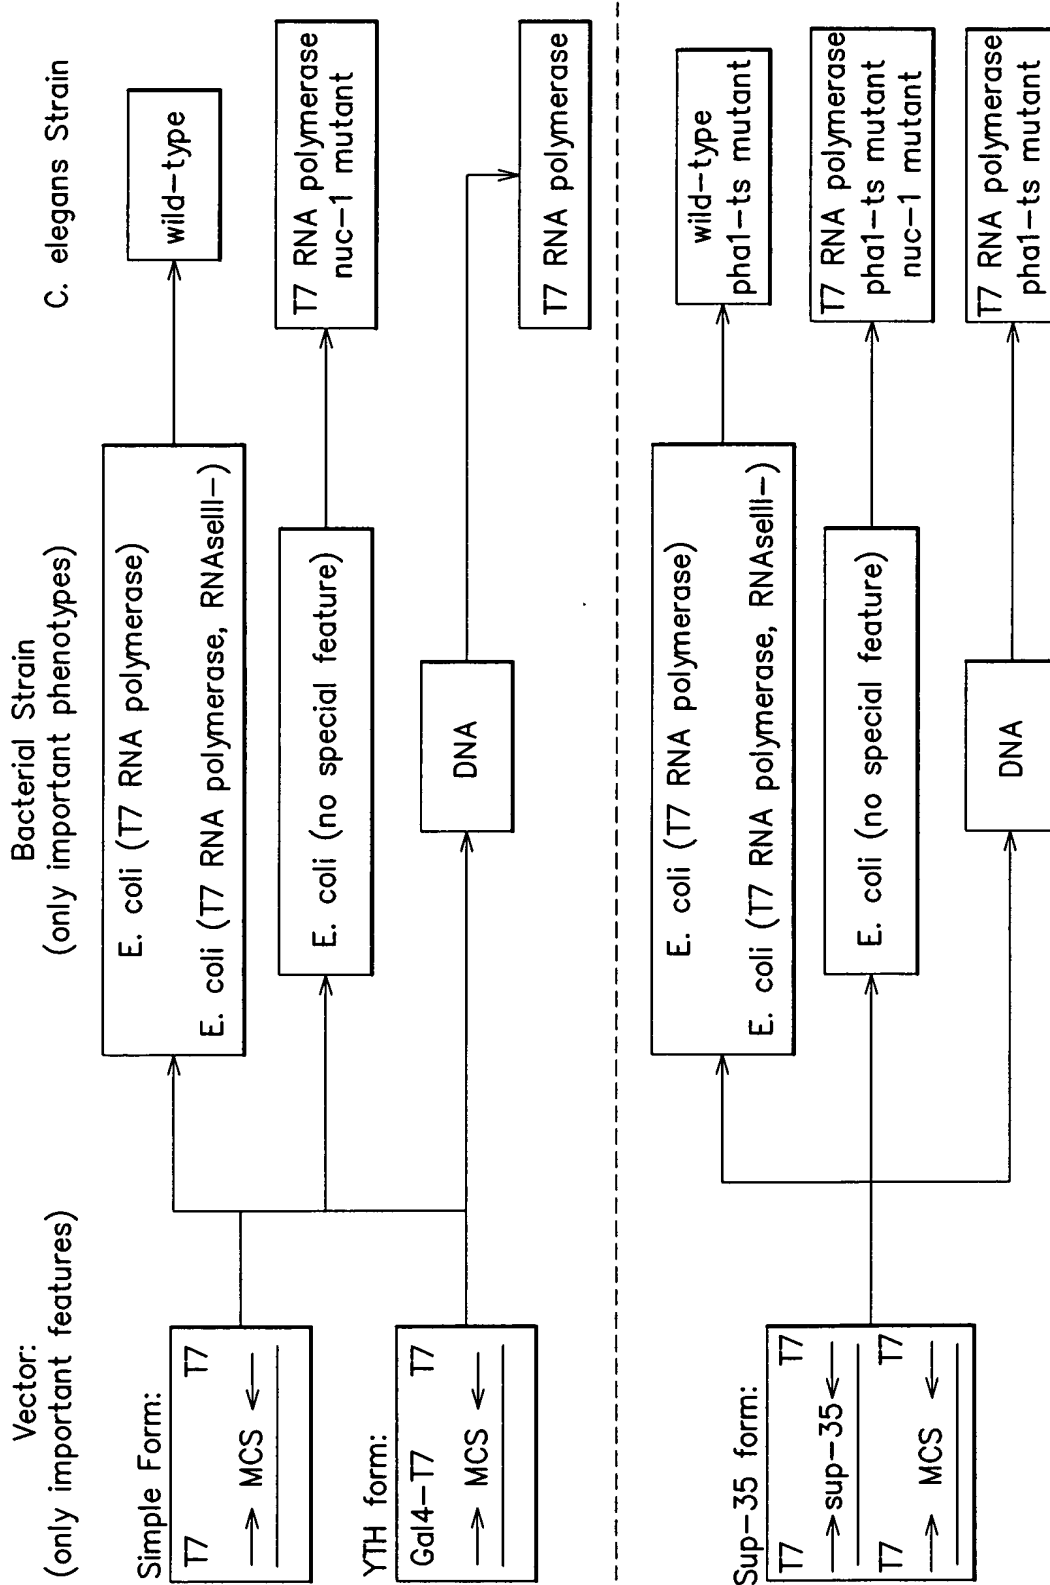 Vector:
(only important features)
Bacterial Strain
(only important phenotypes)
C. elegans Strain
Simple Form:
T7 T7
MCS
YTH form:
Gal4-T7 T7
MCS
E. coli (T7 RNA polymerase)
E. coli (T7 RNA polymerase, RNAseIII-)
E. coli (no special feature)
DNA
wild-type
T7 RNA polymerase
nuc-1 mutant
T7 RNA polymerase
Sup-35 form:
T7 T7
sup-35
T7 T7
MCS
E. coli (T7 RNA polymerase)
E. coli (T7 RNA polymerase, RNAseIII-)
E. coli (no special feature)
DNA
wild-type
pha1-ts mutant
T7 RNA polymerase
pha1-ts mutant
nuc-1 mutant
T7 RNA polymerase
pha1-ts mutant